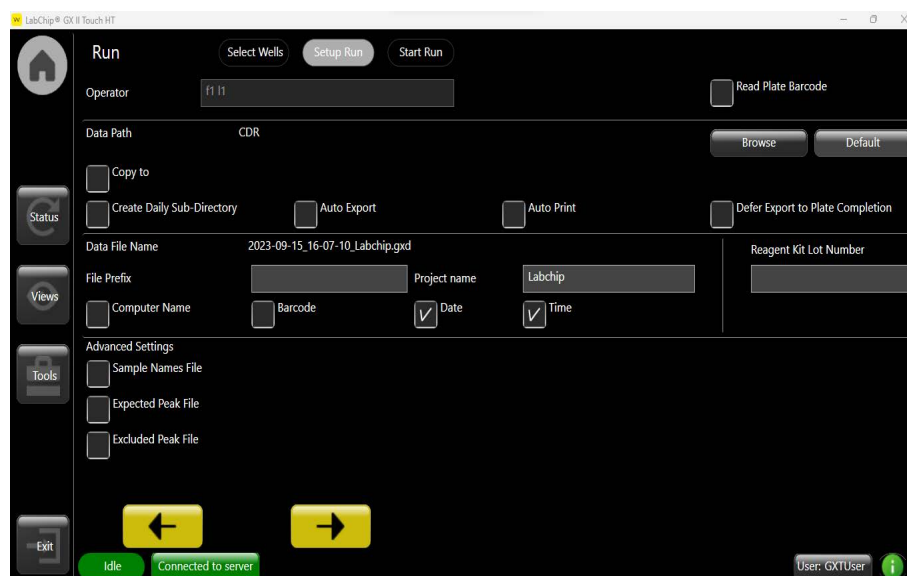 W LabChip® GX II Touch HT
Run Select Wells Setup Run Start Run
Operator f1 l1 Read Plate Barcode
Data Path CDR Browse Default
Copy to
Create Daily Sub-Directory Auto Export Auto Print Defer Export to Plate Completion
Status
Data File Name 2023-09-15_16-07-10_Labchip.gxd Reagent Kit Lot Number
File Prefix Project name Labchip
Views
Computer Name Barcode Date Time
Advanced Settings
Sample Names File
Tools
Expected Peak File
Excluded Peak File
Exit
Idle Connected to server User: GXTUser i